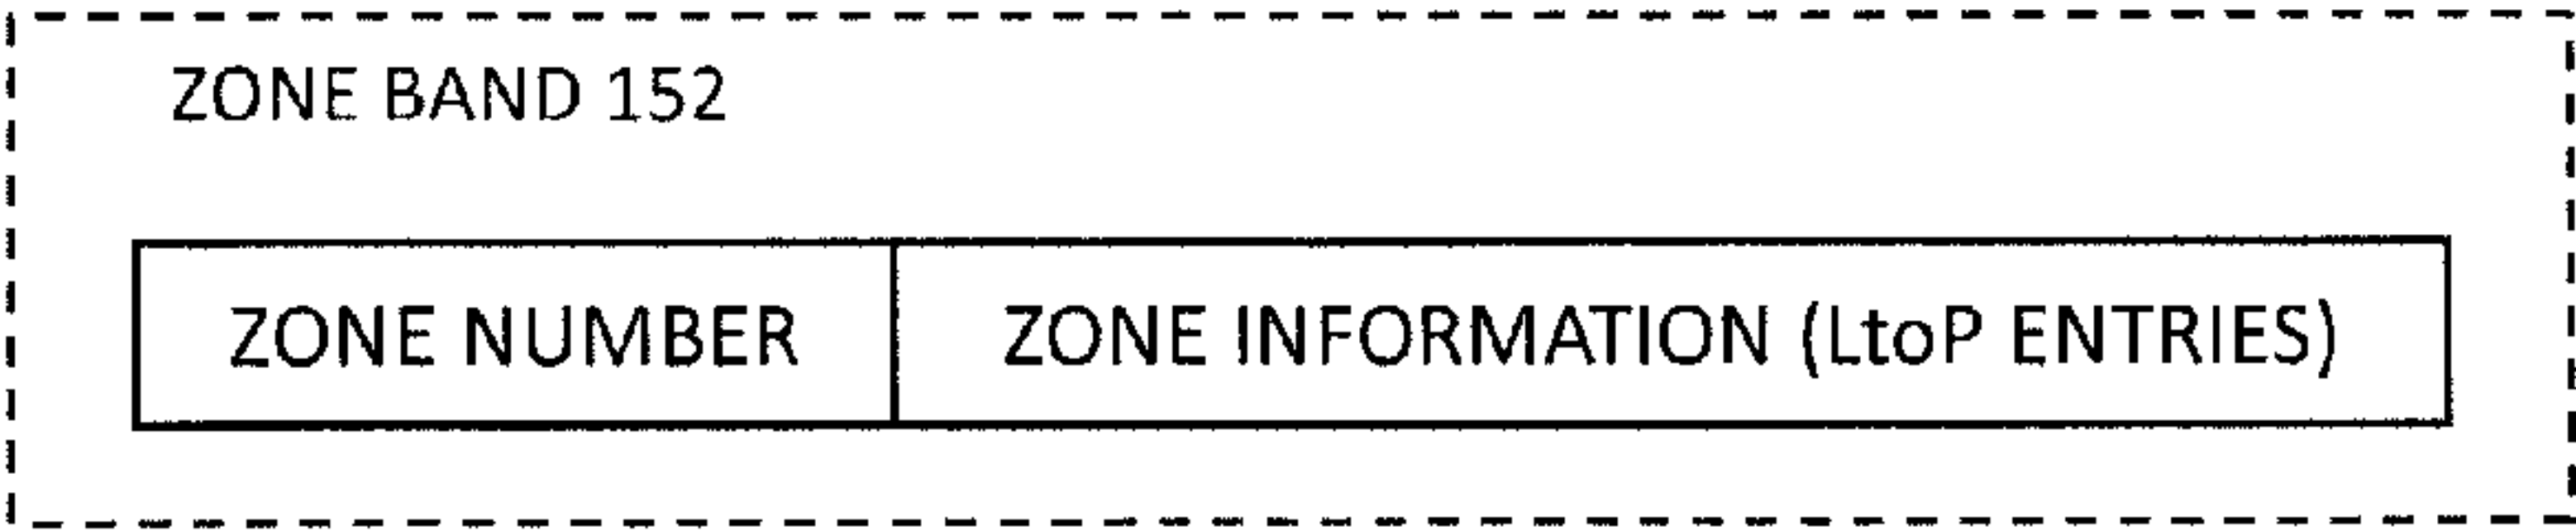 ZONE BAND 152
ZONE NUMBER ZONE INFORMATION (LtoP ENTRIES)